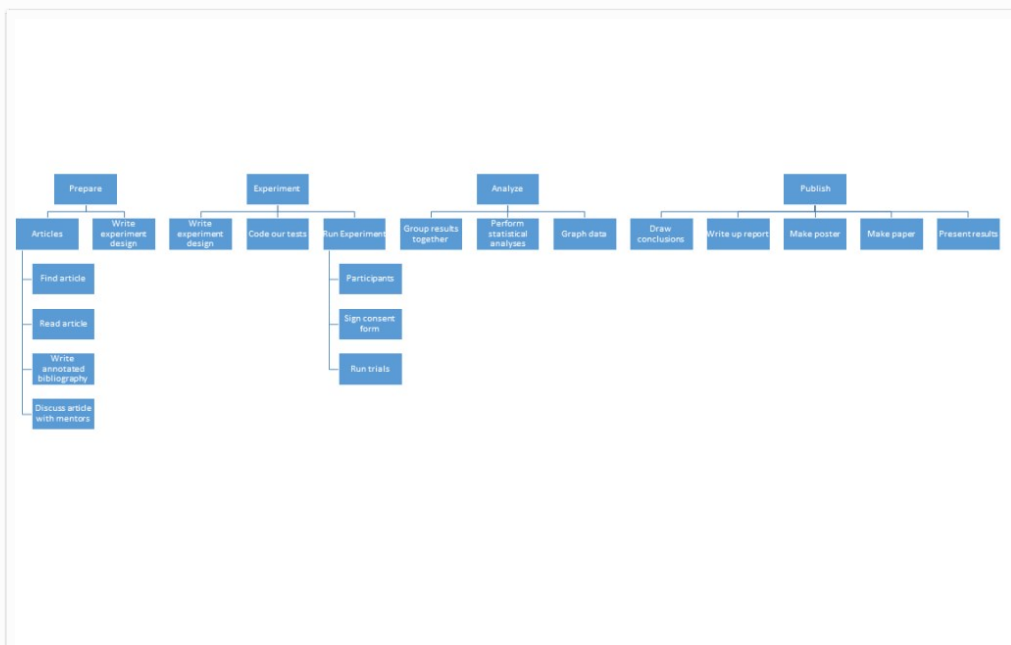 Prepare
Experiment
Analyze
Publish
Articles
Write
experiment
design
Write
experiment
design
Code our tests
Run Experiment
Group results
together
Perform
statistical
analyses
Graph data
Draw
conclusions
Write up report
Make poster
Make paper
Present results
Find article
Participants
Read article
Sign consent
form
Write
annotated
bibliography
Run trials
Discuss article
with mentors